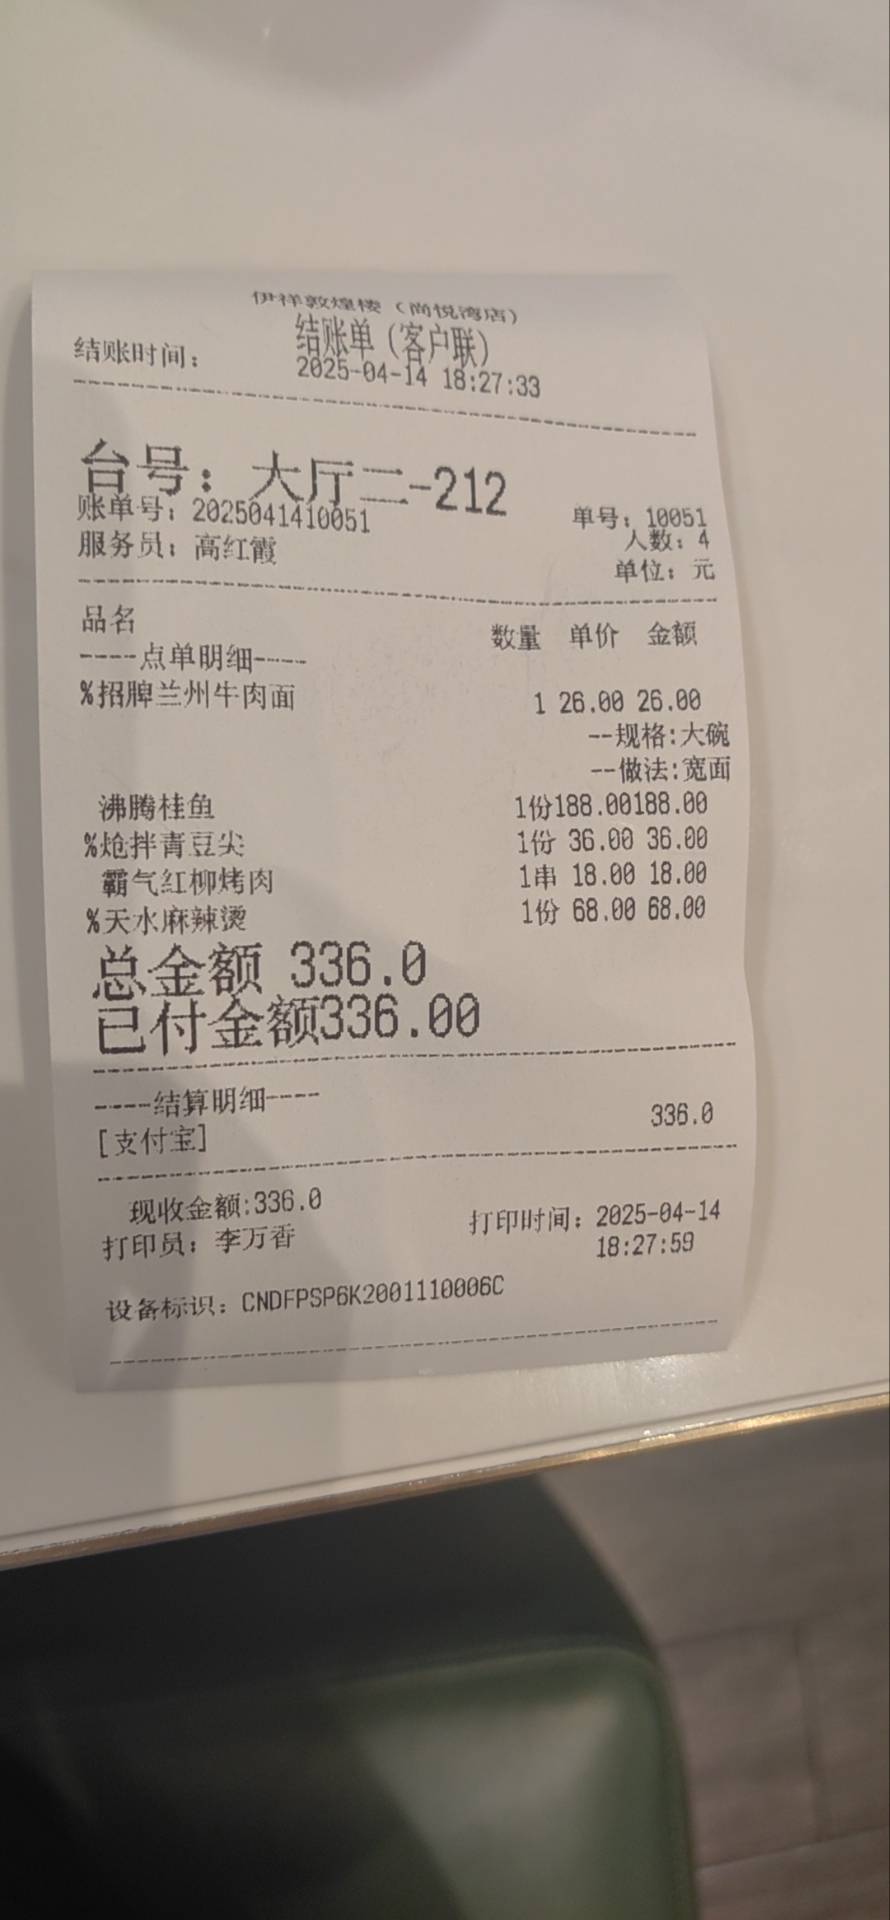 伊祥敦煌楼（尚悦湾店）
结账单（客户联）
结账时间： 2025-04-14 18:27:33
台号：大厅二-212
账单号：2025041410051 单号：10051
服务员：高红霞 人数：4
单位：元
品名 数量 单价 金额
----点单明细----
%招牌兰州牛肉面 1 26.00 26.00
--规格:大碗
--做法:宽面
沸腾桂鱼 1份188.00188.00
%炝拌青豆尖 1份 36.00 36.00
霸气红柳烤肉 1串 18.00 18.00
%天水麻辣烫 1份 68.00 68.00
总金额 336.0
已付金额336.00
----结算明细----
[支付宝] 336.0
现收金额:336.0
打印员：李万香 打印时间：2025-04-14
18:27:59
设备标识：CNDFPSP6K2001110006C